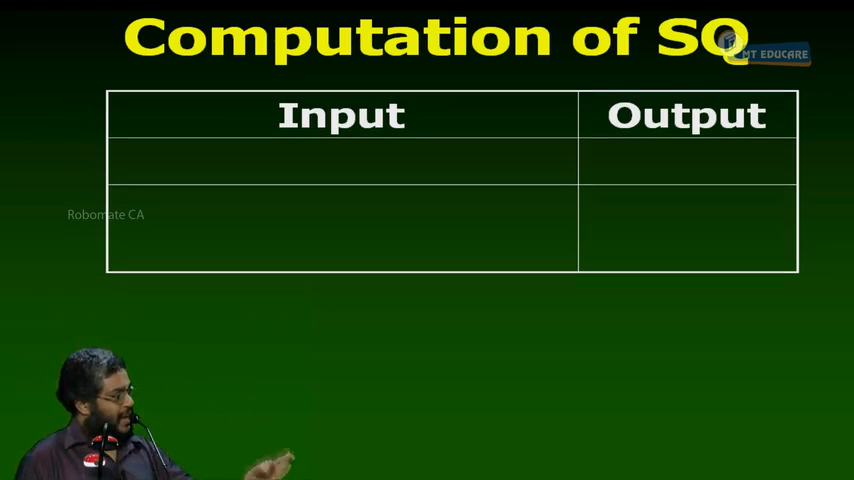 Computation of SQ
MT EDUCARE
Input
Output
Robomate CA